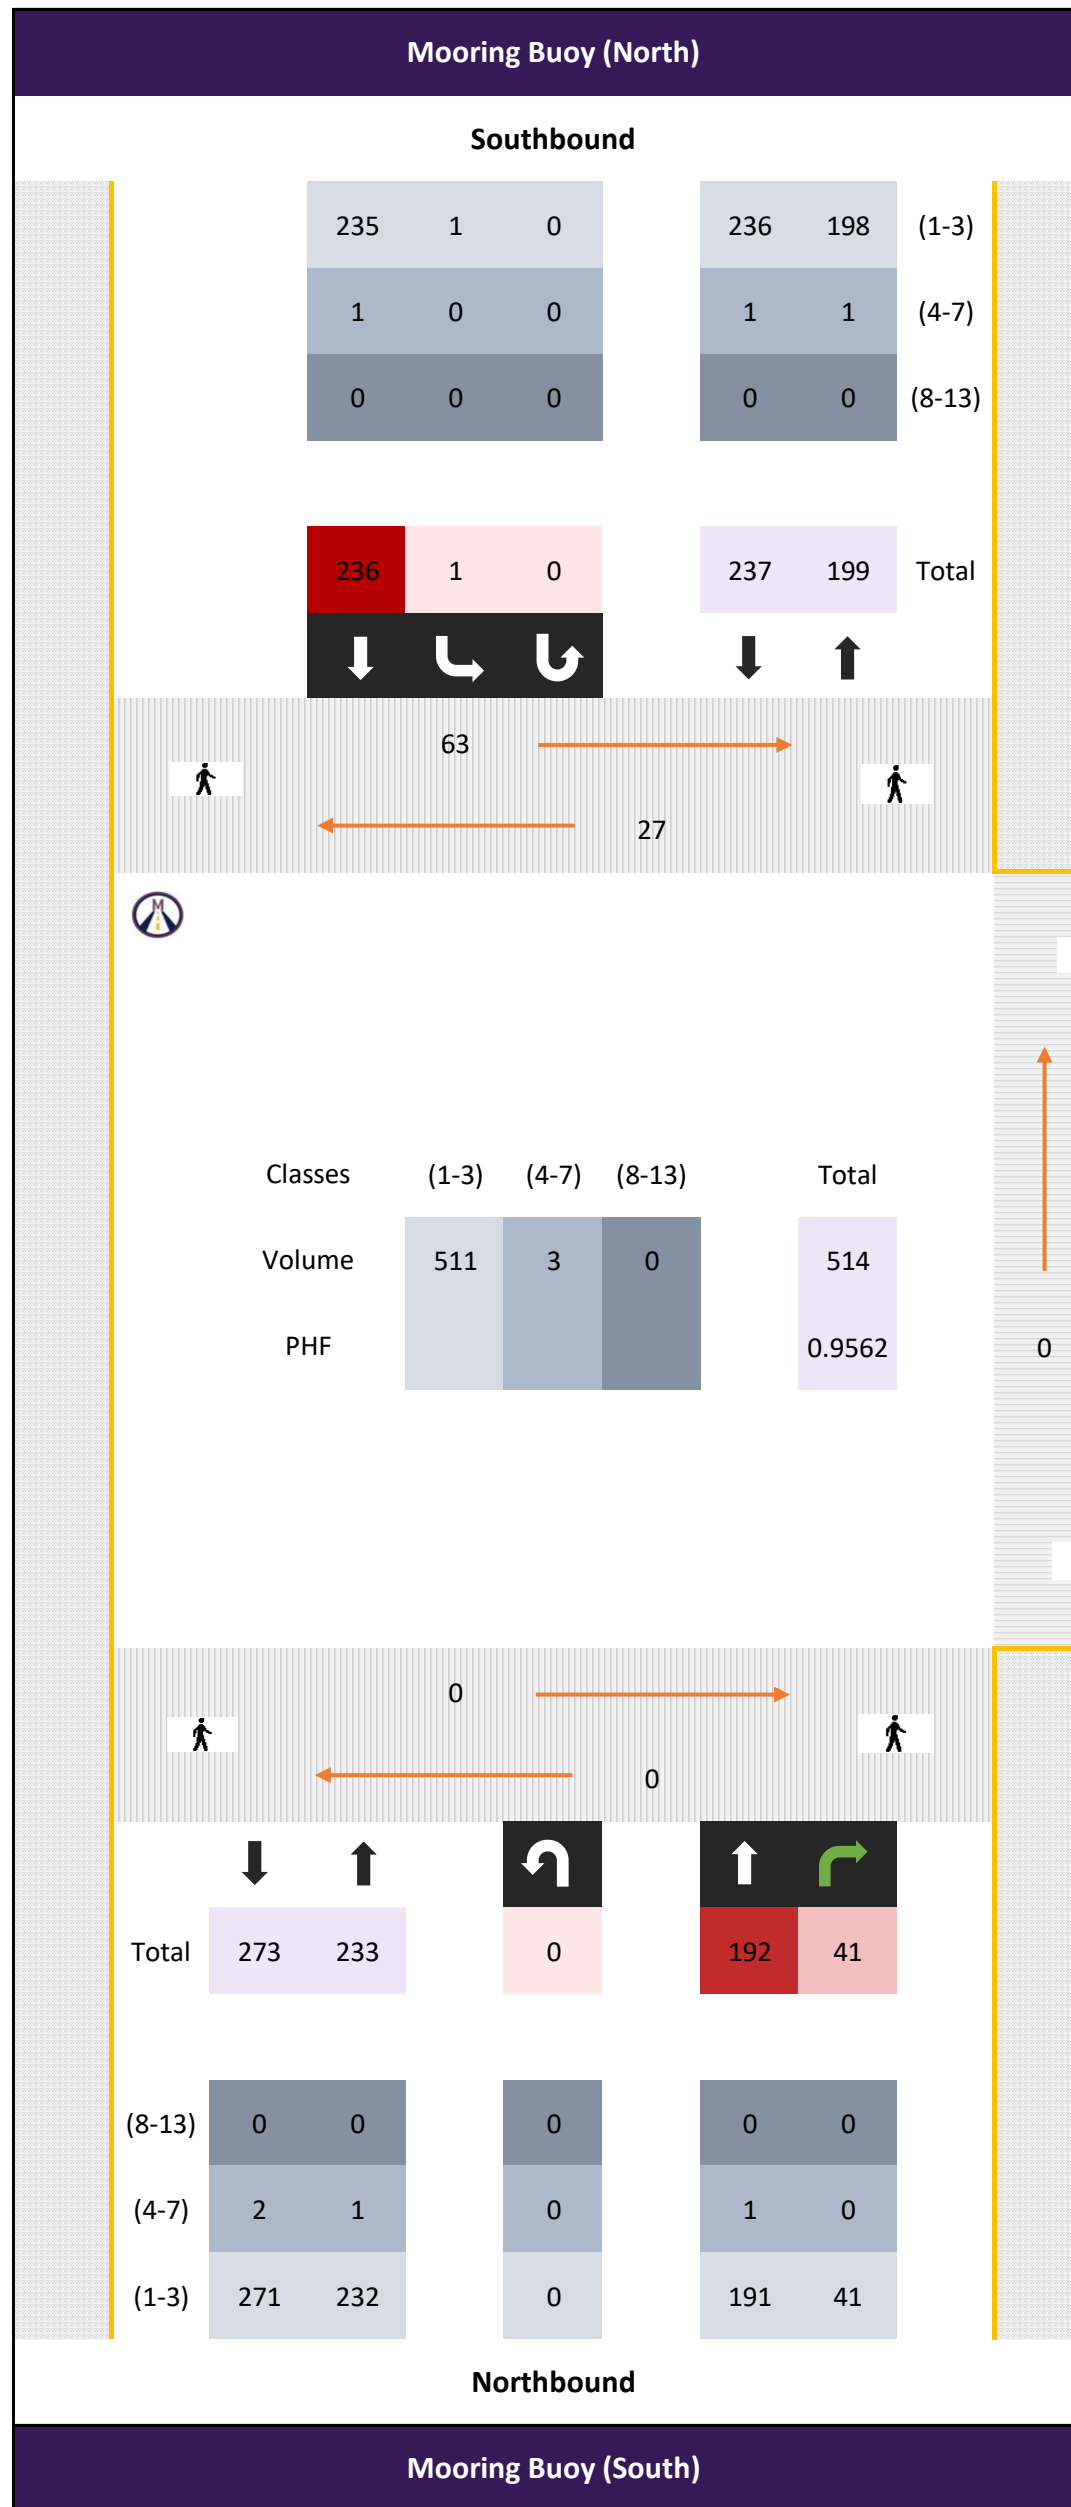 Mooring Buoy (North)
Southbound
235 1 0 236 198 (1-3)
1 0 0 1 1 (4-7)
0 0 0 0 0 (8-13)
236 1 0 237 199 Total
63
27
M
Classes (1-3) (4-7) (8-13) Total
Volume 511 3 0 514
PHF 0.9562
0
0
0
Total 273 233 0 192 41
(8-13) 0 0 0 0 0
(4-7) 2 1 0 1 0
(1-3) 271 232 0 191 41
Northbound
Mooring Buoy (South)